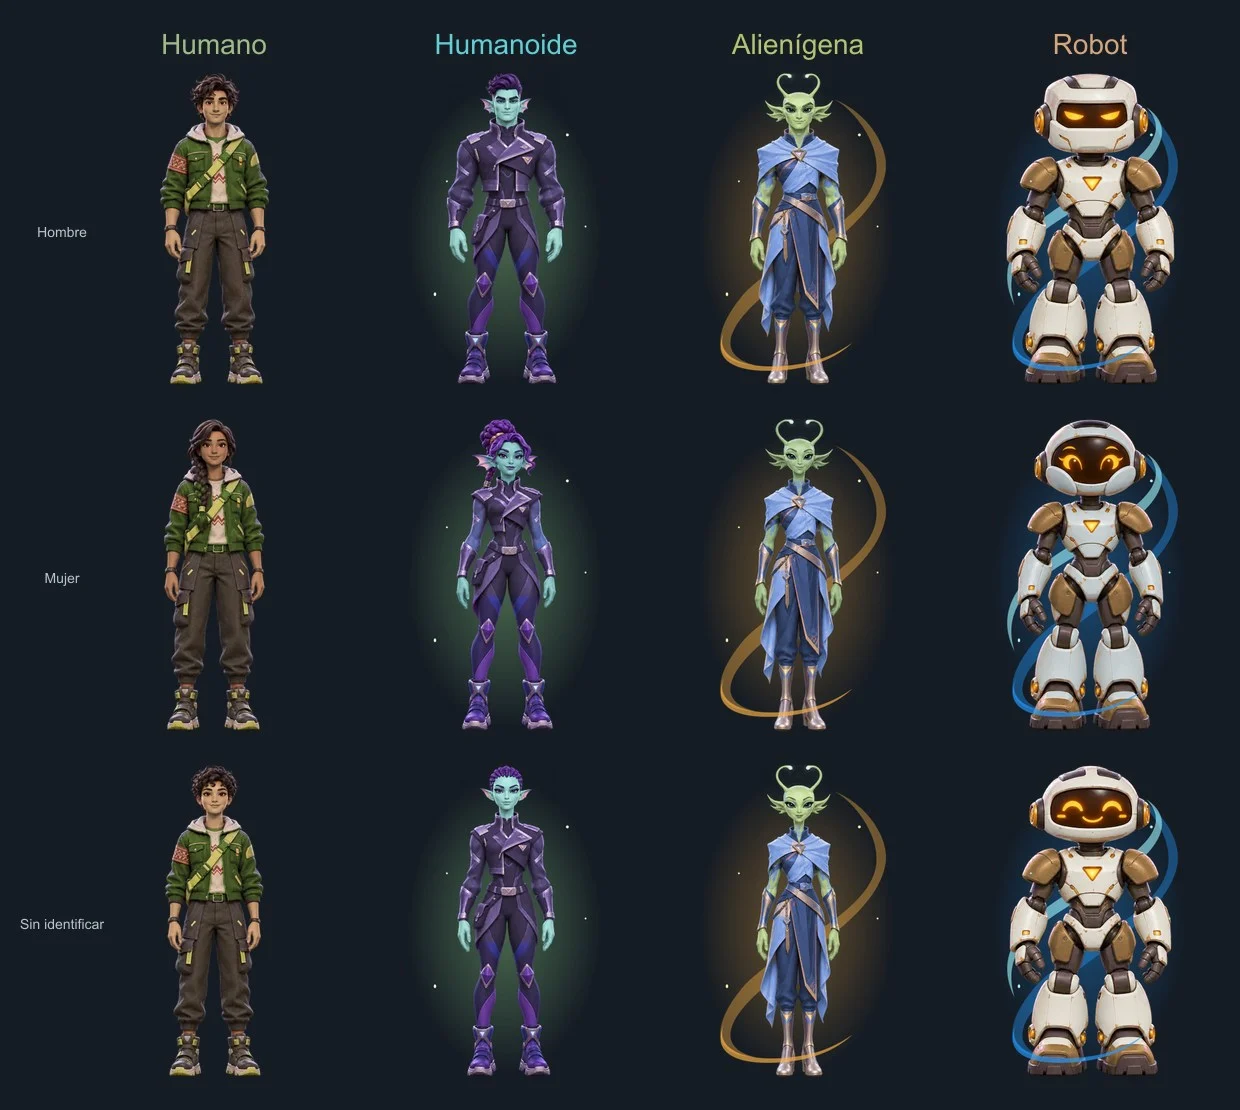 Humano
Humanoide
Alienígena
Robot
Hombre
Mujer
Sin identificar